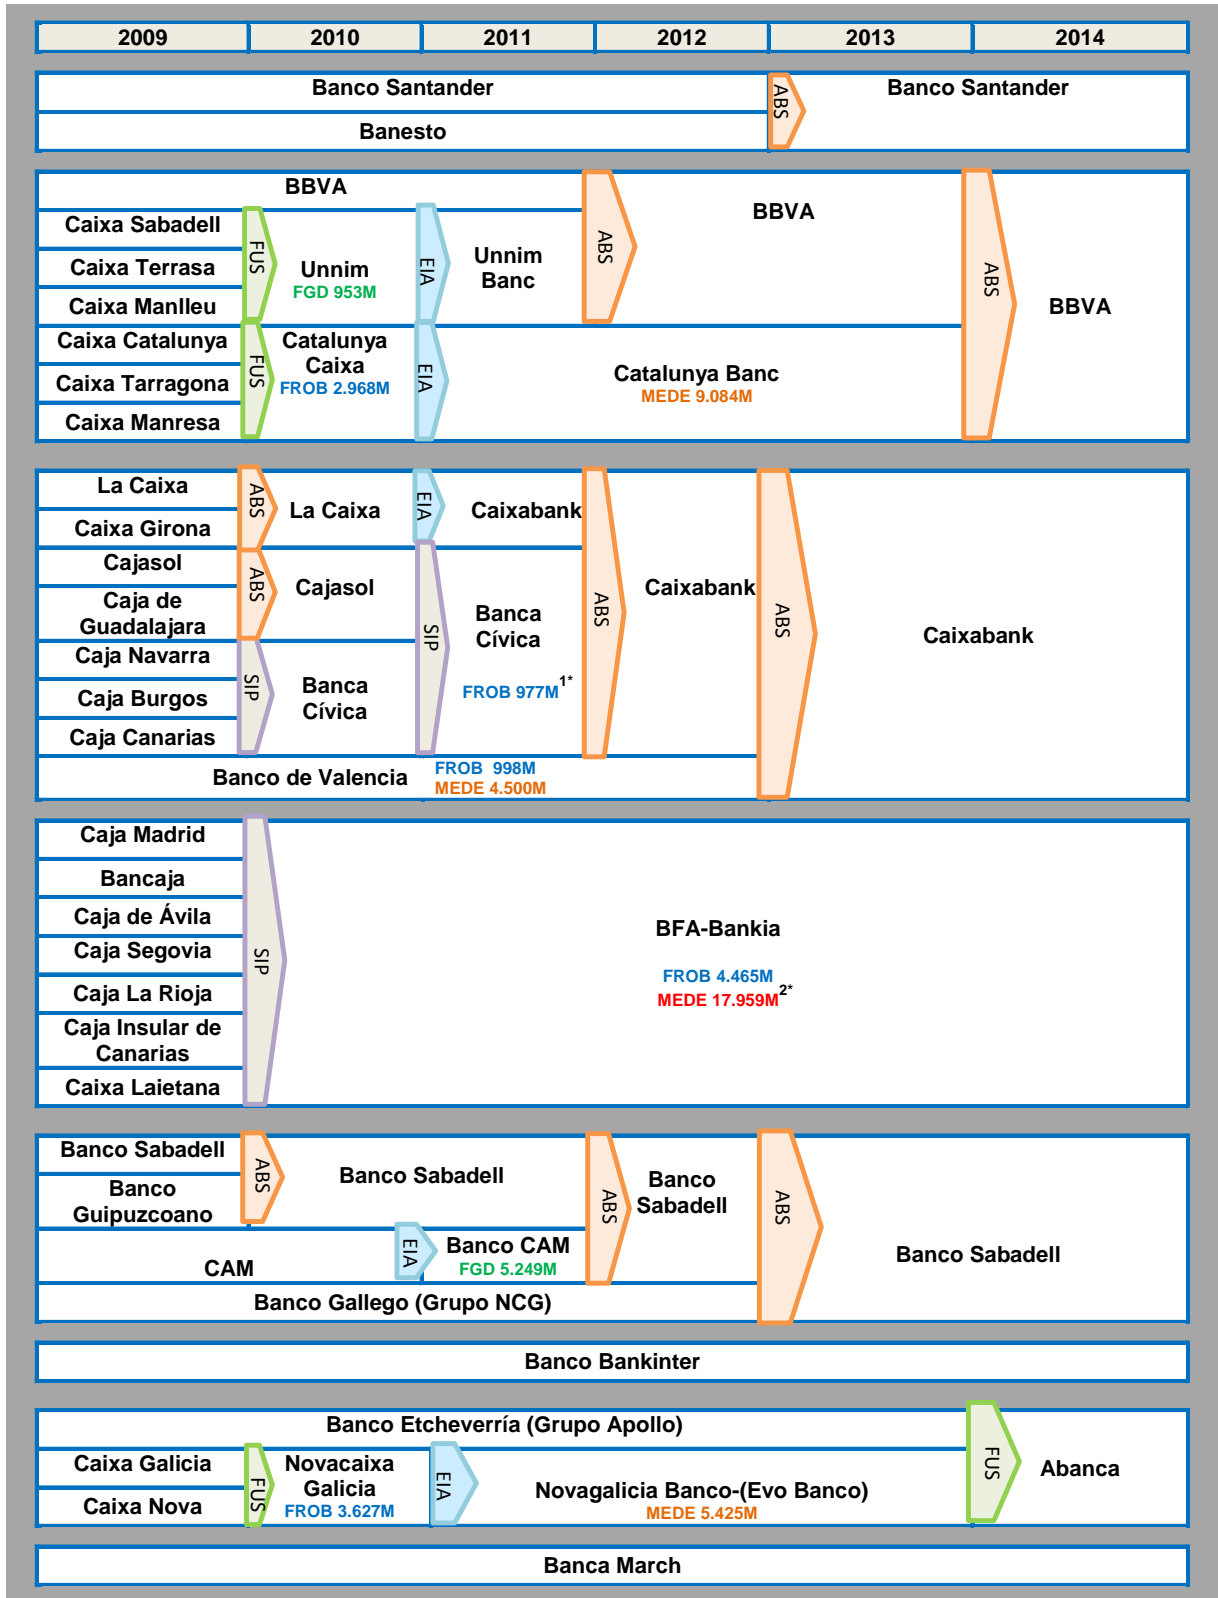 2009 2010 2011 2012 2013 2014
Banco Santander
Banesto
ABS
Banco Santander
BBVA
Caixa Sabadell
Caixa Terrasa
Caixa Manlleu
FUS
Unnim
FGD 953M
EIA
Unnim
Banc
ABS
BBVA
Caixa Catalunya
Caixa Tarragona
Caixa Manresa
FUS
Catalunya
Caixa
FROB 2.968M
EIA
Catalunya Banc
MEDE 9.084M
ABS
BBVA
La Caixa
Caixa Girona
ABS
La Caixa
EIA
Caixabank
Cajasol
Caja de
Guadalajara
ABS
Cajasol
Caja Navarra
Caja Burgos
Caja Canarias
SIP
Banca
Cívica
SIP
Banca
Cívica
FROB 977M1*
ABS
Caixabank
Banco de Valencia
FROB 998M
MEDE 4.500M
ABS
Caixabank
Caja Madrid
Bancaja
Caja de Ávila
Caja Segovia
Caja La Rioja
Caja Insular de
Canarias
Caixa Laietana
SIP
BFA-Bankia
FROB 4.465M
MEDE 17.959M2*
Banco Sabadell
Banco
Guipuzcoano
ABS
Banco Sabadell
CAM
EIA
Banco CAM
FGD 5.249M
ABS
Banco
Sabadell
Banco Gallego (Grupo NCG)
ABS
Banco Sabadell
Banco Bankinter
Banco Etcheverría (Grupo Apollo)
Caixa Galicia
Caixa Nova
FUS
Novacaixa
Galicia
FROB 3.627M
EIA
Novagalicia Banco-(Evo Banco)
MEDE 5.425M
FUS
Abanca
Banca March